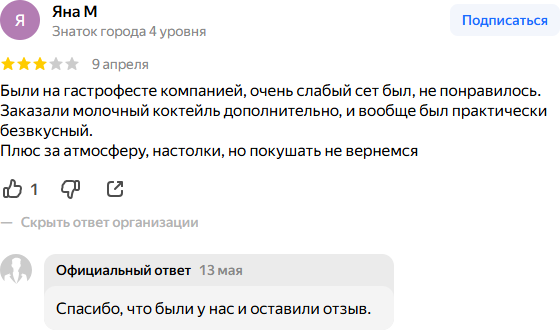 Я
Яна М
Знаток города 4 уровня
Подписаться
9 апреля
Были на гастрофесте компанией, очень слабый сет был, не понравилось.
Заказали молочный коктейль дополнительно, и вообще был практически
безвкусный.
Плюс за атмосферу, настолки, но покушать не вернемся
1
— Скрыть ответ организации
Официальный ответ 13 мая
Спасибо, что были у нас и оставили отзыв.